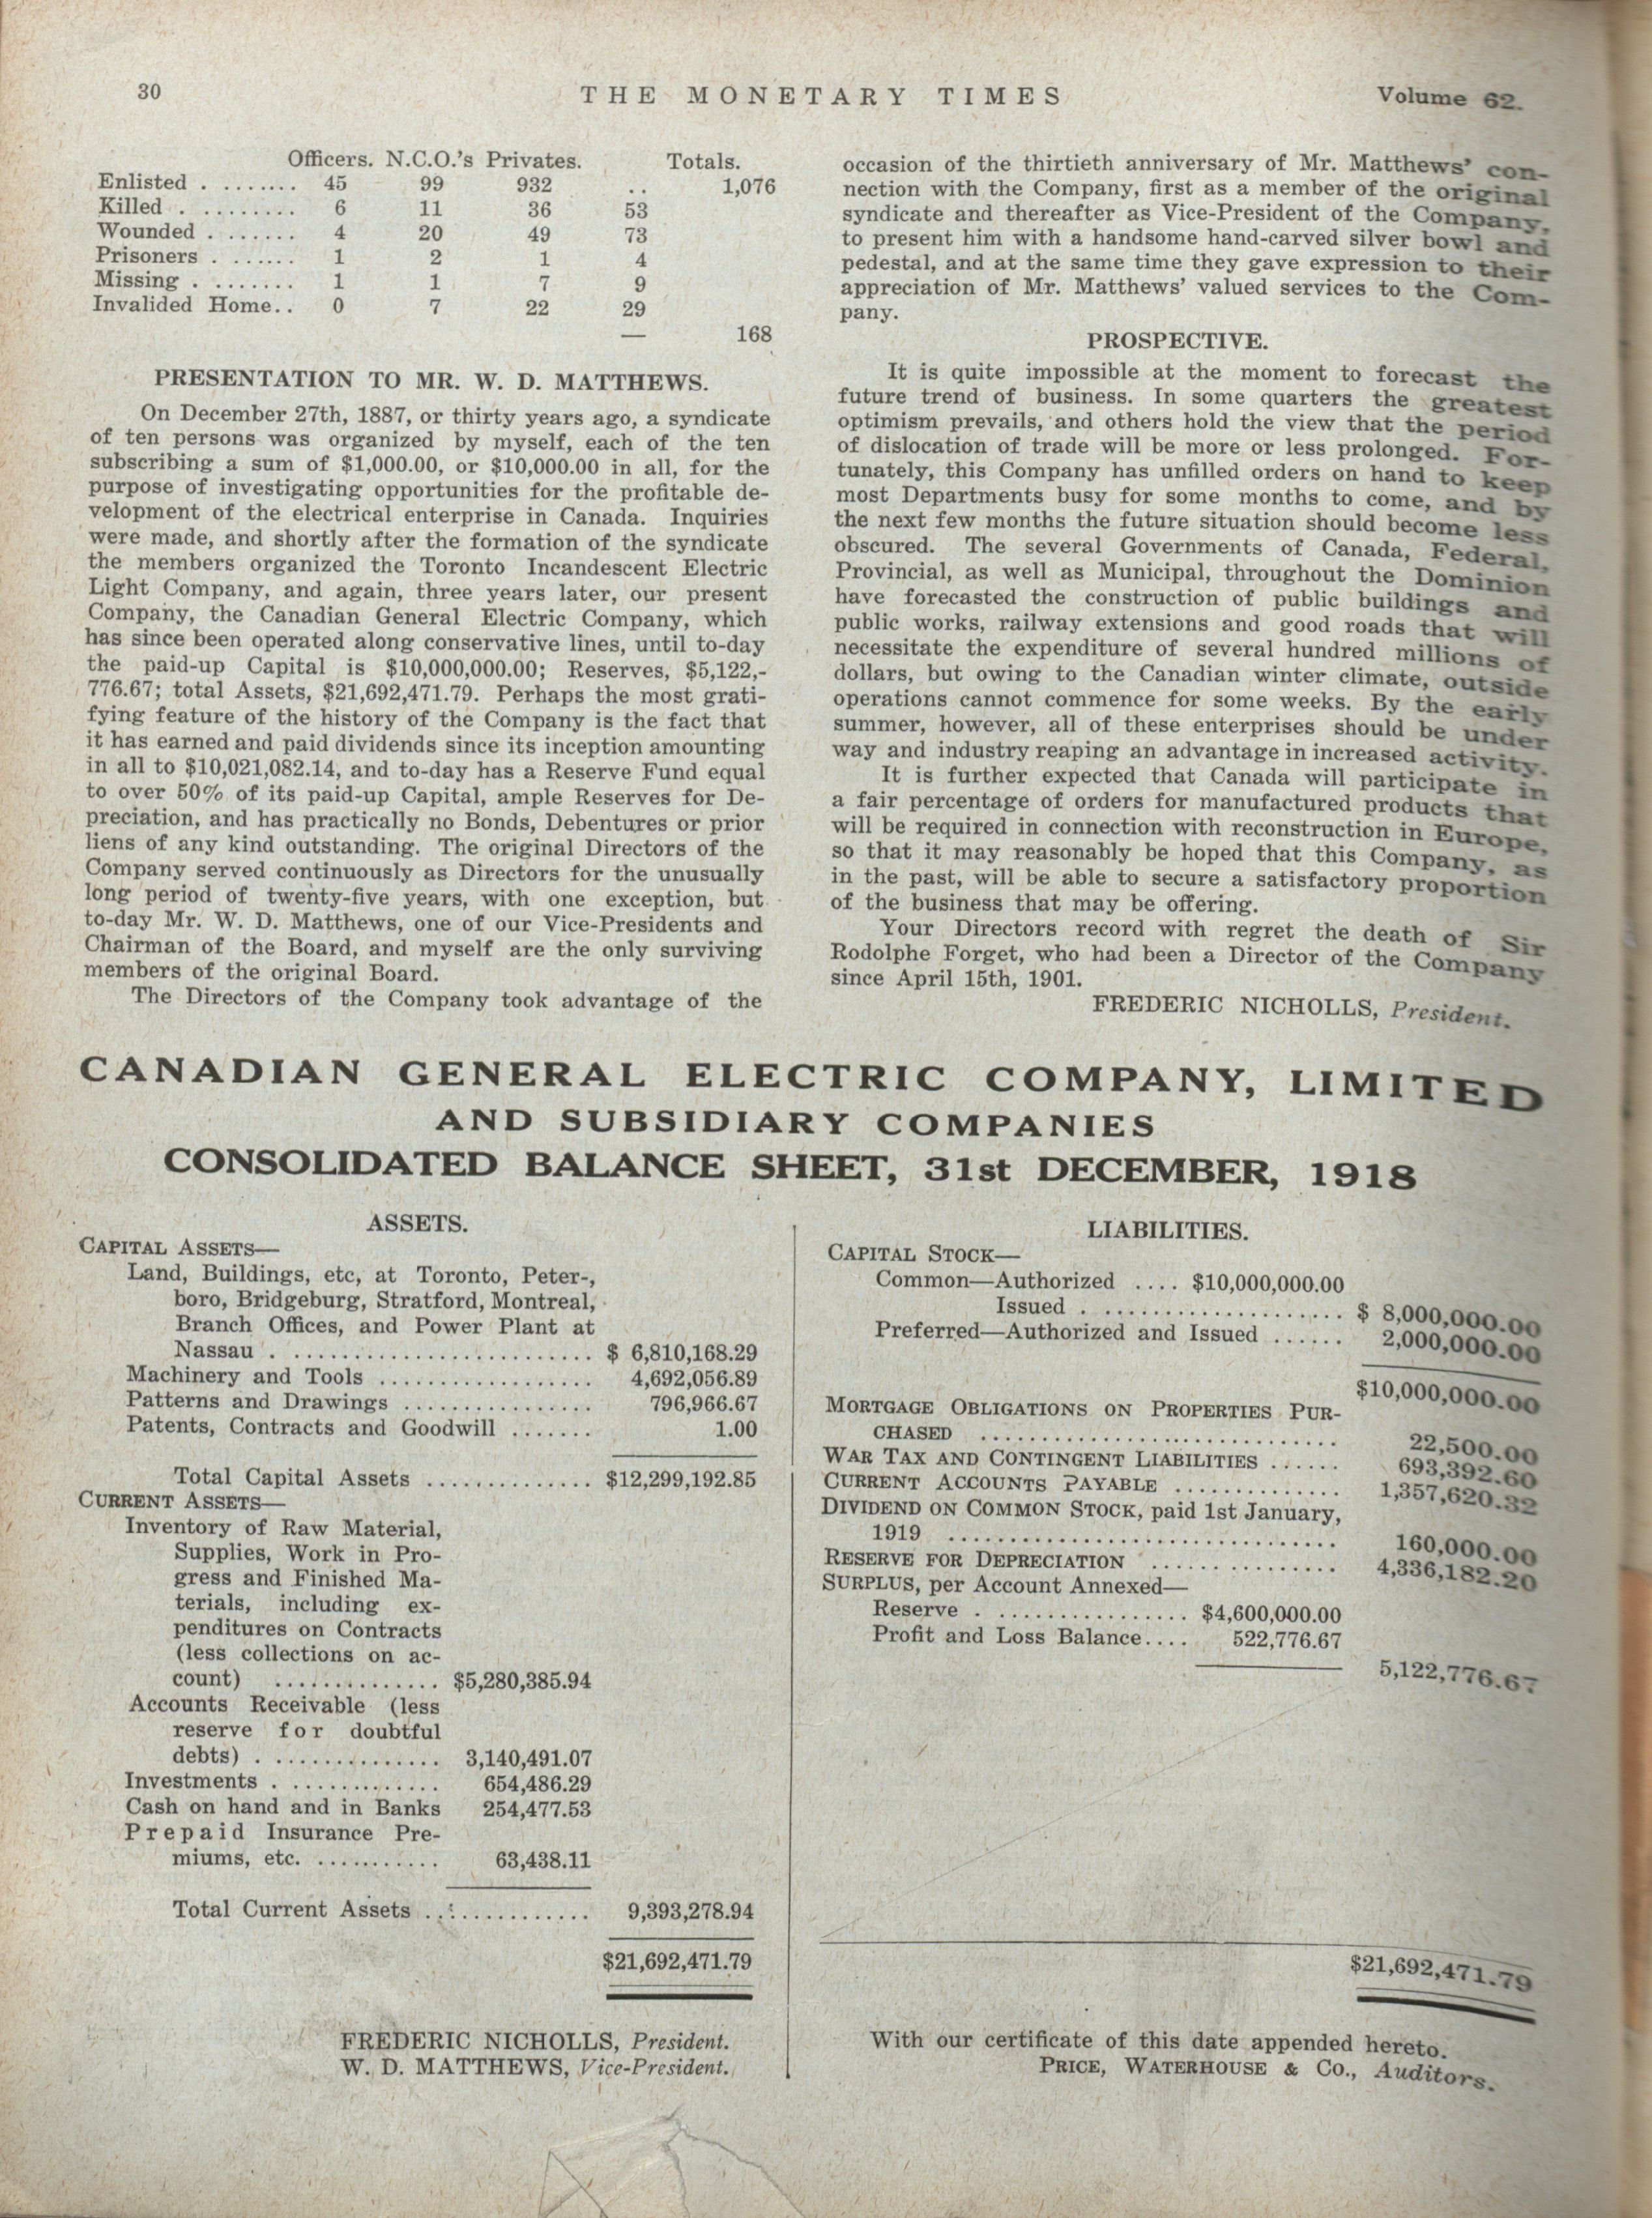 30 THE MONETARY TIMES Volume 62.
Officers. N.C.O.'s Privates. Totals.
Enlisted . ....... 45 99 932 .. 1,076
Killed . ........ 6 11 36 53
Wounded . ...... 4 20 49 73
Prisoners . ...... 1 2 1 4
Missing . ....... 1 1 7 9
Invalided Home.. 0 7 22 29
— 168
PRESENTATION TO MR. W. D. MATTHEWS.
On December 27th, 1887, or thirty years ago, a syndicate
of ten persons was organized by myself, each of the ten
subscribing a sum of $1,000.00, or $10,000.00 in all, for the
purpose of investigating opportunities for the profitable de-
velopment of the electrical enterprise in Canada. Inquiries
were made, and shortly after the formation of the syndicate
the members organized the Toronto Incandescent Electric
Light Company, and again, three years later, our present
Company, the Canadian General Electric Company, which
has since been operated along conservative lines, until to-day
the paid-up Capital is $10,000,000.00; Reserves, $5,122,-
776.67; total Assets, $21,692,471.79. Perhaps the most grati-
fying feature of the history of the Company is the fact that
it has earned and paid dividends since its inception amounting
in all to $10,021,082.14, and to-day has a Reserve Fund equal
to over 50% of its paid-up Capital, ample Reserves for De-
preciation, and has practically no Bonds, Debentures or prior
liens of any kind outstanding. The original Directors of the
Company served continuously as Directors for the unusually
long period of twenty-five years, with one exception, but
to-day Mr. W. D. Matthews, one of our Vice-Presidents and
Chairman of the Board, and myself are the only surviving
members of the original Board.
The Directors of the Company took advantage of the
occasion of the thirtieth anniversary of Mr. Matthews' con-
nection with the Company, first as a member of the original
syndicate and thereafter as Vice-President of the Company,
to present him with a handsome hand-carved silver bowl and
pedestal, and at the same time they gave expression to their
appreciation of Mr. Matthews' valued services to the Com-
pany.
PROSPECTIVE.
It is quite impossible at the moment to forecast the
future trend of business. In some quarters the greatest
optimism prevails, and others hold the view that the period
of dislocation of trade will be more or less prolonged. For-
tunately, this Company has unfilled orders on hand to keep
most Departments busy for some months to come, and by
the next few months the future situation should become less
obscured. The several Governments of Canada, Federal,
Provincial, as well as Municipal, throughout the Dominion
have forecasted the construction of public buildings and
public works, railway extensions and good roads that will
necessitate the expenditure of several hundred millions of
dollars, but owing to the Canadian winter climate, outside
operations cannot commence for some weeks. By the early
summer, however, all of these enterprises should be under
way and industry reaping an advantage in increased activity.
It is further expected that Canada will participate in
a fair percentage of orders for manufactured products that
will be required in connection with reconstruction in Europe,
so that it may reasonably be hoped that this Company, as
in the past, will be able to secure a satisfactory proportion
of the business that may be offering.
Your Directors record with regret the death of Sir
Rodolphe Forget, who had been a Director of the Company
since April 15th, 1901.
FREDERIC NICHOLLS, President.
CANADIAN GENERAL ELECTRIC COMPANY, LIMITED
AND SUBSIDIARY COMPANIES
CONSOLIDATED BALANCE SHEET, 31st DECEMBER, 1918
ASSETS.
CAPITAL ASSETS—
Land, Buildings, etc, at Toronto, Peter-,
boro, Bridgeburg, Stratford, Montreal,
Branch Offices, and Power Plant at
Nassau . ......................... $ 6,810,168.29
Machinery and Tools .................. 4,692,056.89
Patterns and Drawings ................ 796,966.67
Patents, Contracts and Goodwill ....... 1.00
Total Capital Assets .............. $12,299,192.85
CURRENT ASSETS—
Inventory of Raw Material,
Supplies, Work in Pro-
gress and Finished Ma-
terials, including ex-
penditures on Contracts
(less collections on ac-
count) .............. $5,280,385.94
Accounts Receivable (less
reserve for doubtful
debts) . .............. 3,140,491.07
Investments . ............. 654,486.29
Cash on hand and in Banks 254,477.53
Prepaid Insurance Pre-
miums, etc. ........... 63,438.11
Total Current Assets .............. 9,393,278.94
$21,692,471.79
FREDERIC NICHOLLS, President.
W. D. MATTHEWS, Vice-President.
LIABILITIES.
CAPITAL STOCK—
Common—Authorized .... $10,000,000.00
Issued . .................... $ 8,000,000.00
Preferred—Authorized and Issued ...... 2,000,000.00
$10,000,000.00
MORTGAGE OBLIGATIONS ON PROPERTIES PUR-
CHASED .............................. 22,500.00
WAR TAX AND CONTINGENT LIABILITIES ...... 693,392.60
CURRENT ACCOUNTS PAYABLE .............. 1,357,620.32
DIVIDEND ON COMMON STOCK, paid 1st January,
1919 ................................. 160,000.00
RESERVE FOR DEPRECIATION ............... 4,336,182.20
SURPLUS, per Account Annexed—
Reserve . ................ $4,600,000.00
Profit and Loss Balance.... 522,776.67
5,122,776.67
$21,692,471.79
With our certificate of this date appended hereto.
PRICE, WATERHOUSE & CO., Auditors.